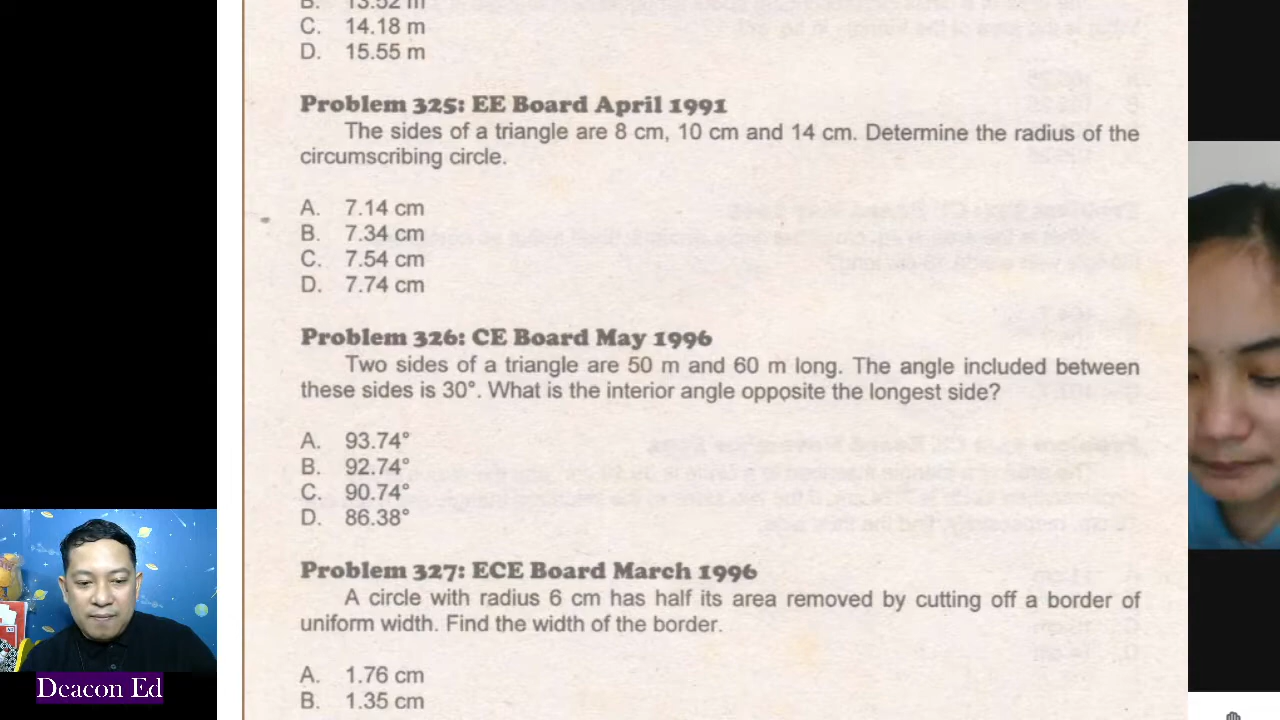 B. 13.52 m
C. 14.18 m
D. 15.55 m
Problem 325: EE Board April 1991
The sides of a triangle are 8 cm, 10 cm and 14 cm. Determine the radius of the
circumscribing circle.
A. 7.14 cm
B. 7.34 cm
C. 7.54 cm
D. 7.74 cm
Problem 326: CE Board May 1996
Two sides of a triangle are 50 m and 60 m long. The angle included between
these sides is 30°. What is the interior angle opposite the longest side?
A. 93.74°
B. 92.74°
C. 90.74°
D. 86.38°
Problem 327: ECE Board March 1996
A circle with radius 6 cm has half its area removed by cutting off a border of
uniform width. Find the width of the border.
A. 1.76 cm
B. 1.35 cm
Deacon Ed